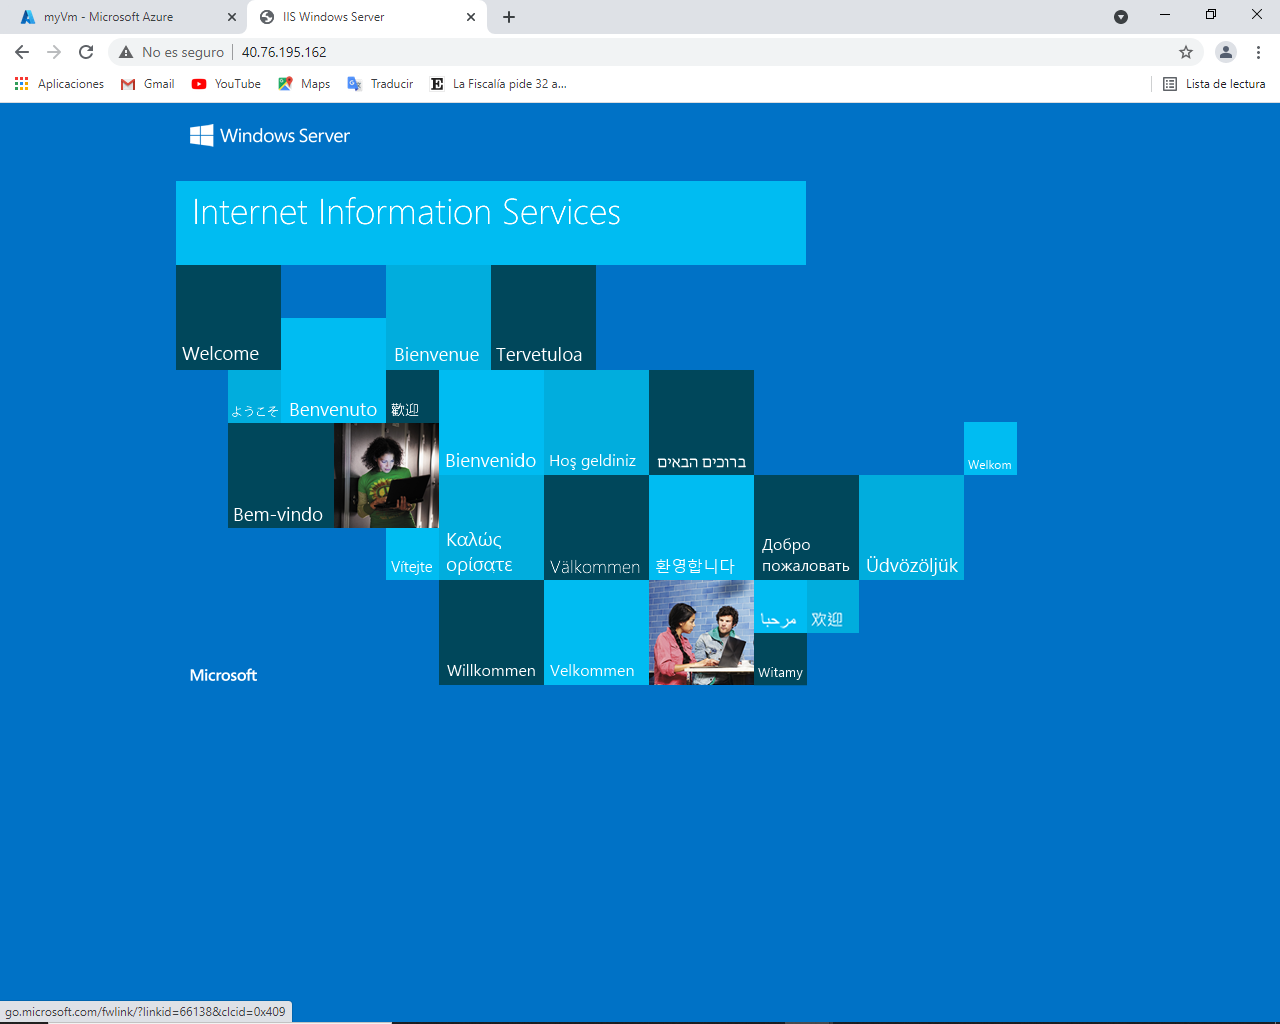 myVm - Microsoft Azure
IIS Windows Server
No es seguro
40.76.195.162
Aplicaciones
Gmail
YouTube
Maps
Traducir
La Fiscalía pide 32 a...
Lista de lectura
Windows Server
Internet Information Services
Welcome
Bienvenue
Tervetuloa
ようこそ
Benvenuto
歡迎
Bienvenido
Hoş geldiniz
ברוכים הבאים
Welkom
Bem-vindo
Vítejte
Καλώς
ορίσατε
Välkommen
환영합니다
Добро
пожаловать
Üdvözöljük
مرحبا
欢迎
Willkommen
Velkommen
Witamy
Microsoft
go.microsoft.com/fwlink/?linkid=66138&clcid=0x409